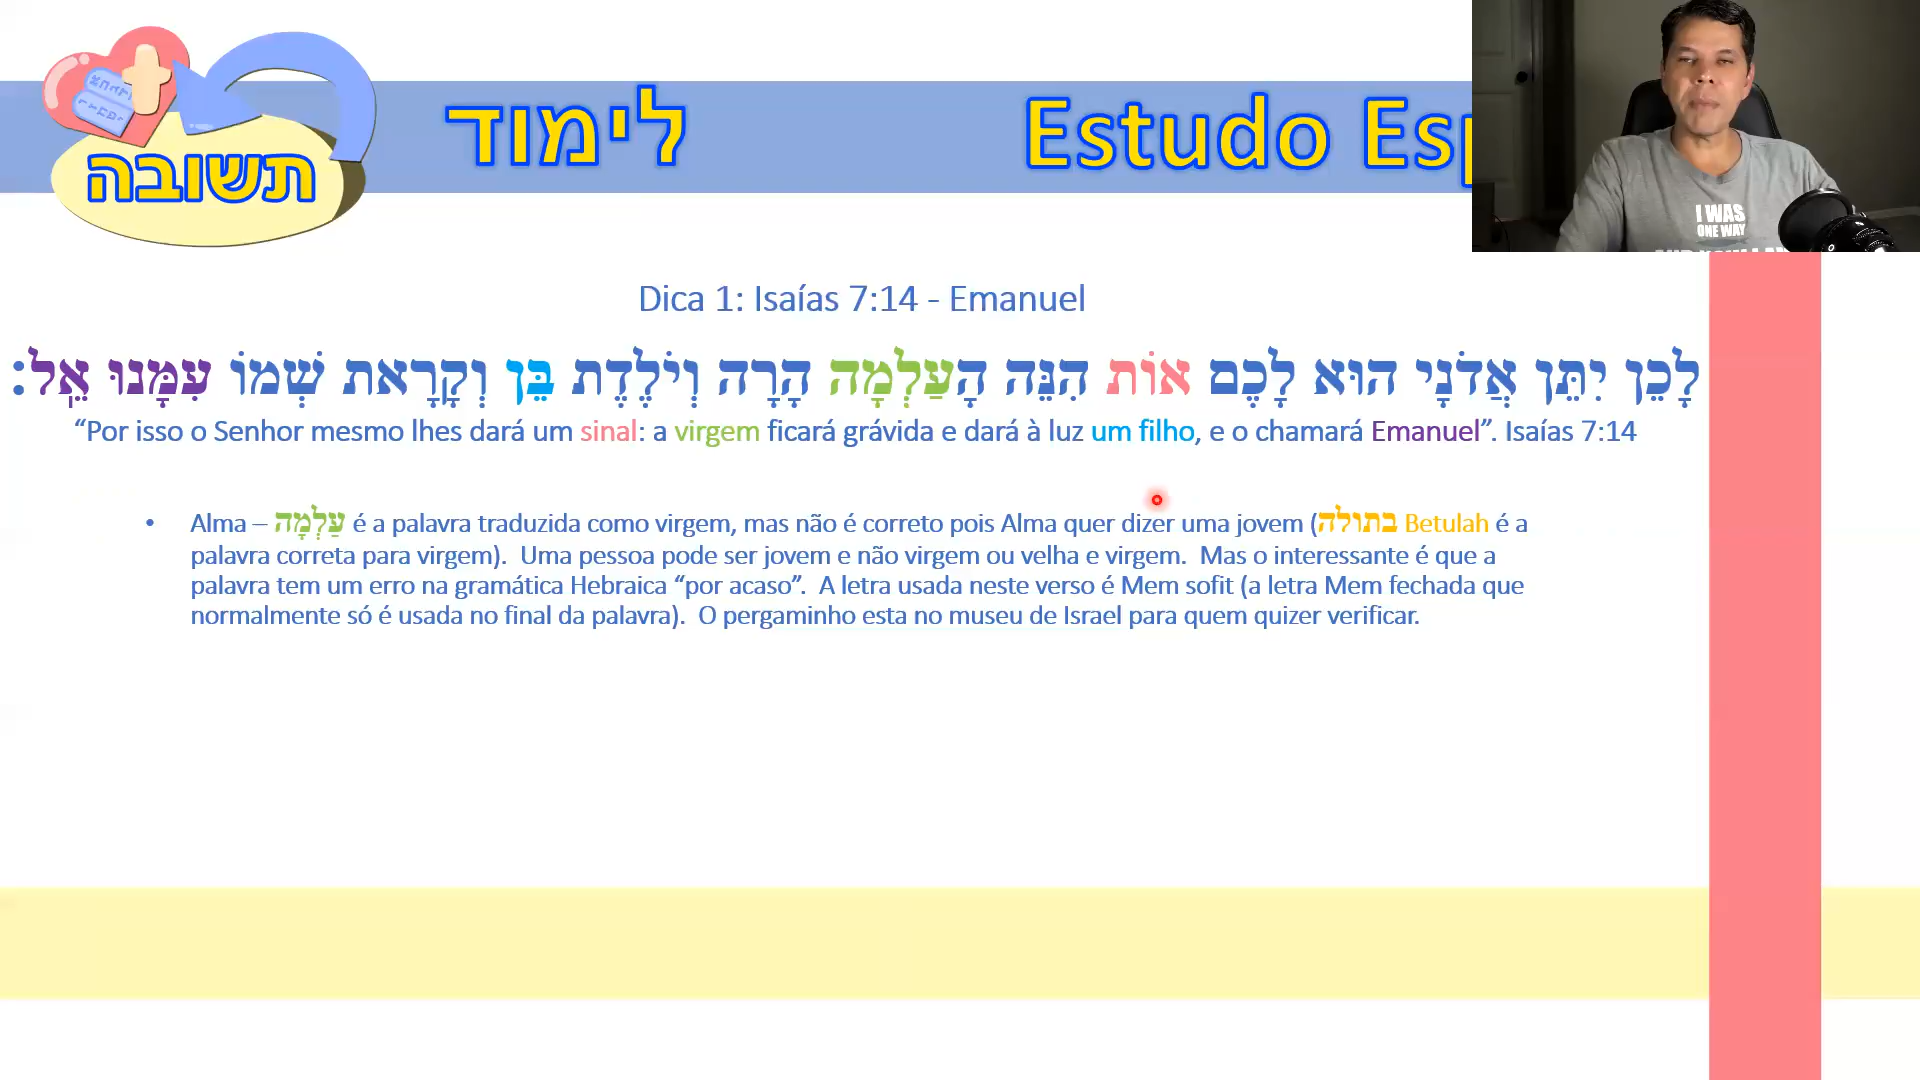 תשובה
לימוד
Estudo Esp
I WAS
ONE WAY
Dica 1: Isaías 7:14 - Emanuel
לָכֵן יִתֵּן אֲדֹנָי הוּא לָכֶם אוֹת הִנֵּה הָעַלְמָה הָרָה וְיֹלֶדֶת בֵּן וְקָרָאת שְׁמוֹ עִמָּנוּ אֵל׃
“Por isso o Senhor mesmo lhes dará um sinal: a virgem ficará grávida e dará à luz um filho, e o chamará Emanuel”. Isaías 7:14
• Alma – עַלְמָה é a palavra traduzida como virgem, mas não é correto pois Alma quer dizer uma jovem (בתולה Betulah é a
palavra correta para virgem). Uma pessoa pode ser jovem e não virgem ou velha e virgem. Mas o interessante é que a
palavra tem um erro na gramática Hebraica “por acaso”. A letra usada neste verso é Mem sofit (a letra Mem fechada que
normalmente só é usada no final da palavra). O pergaminho esta no museu de Israel para quem quizer verificar.